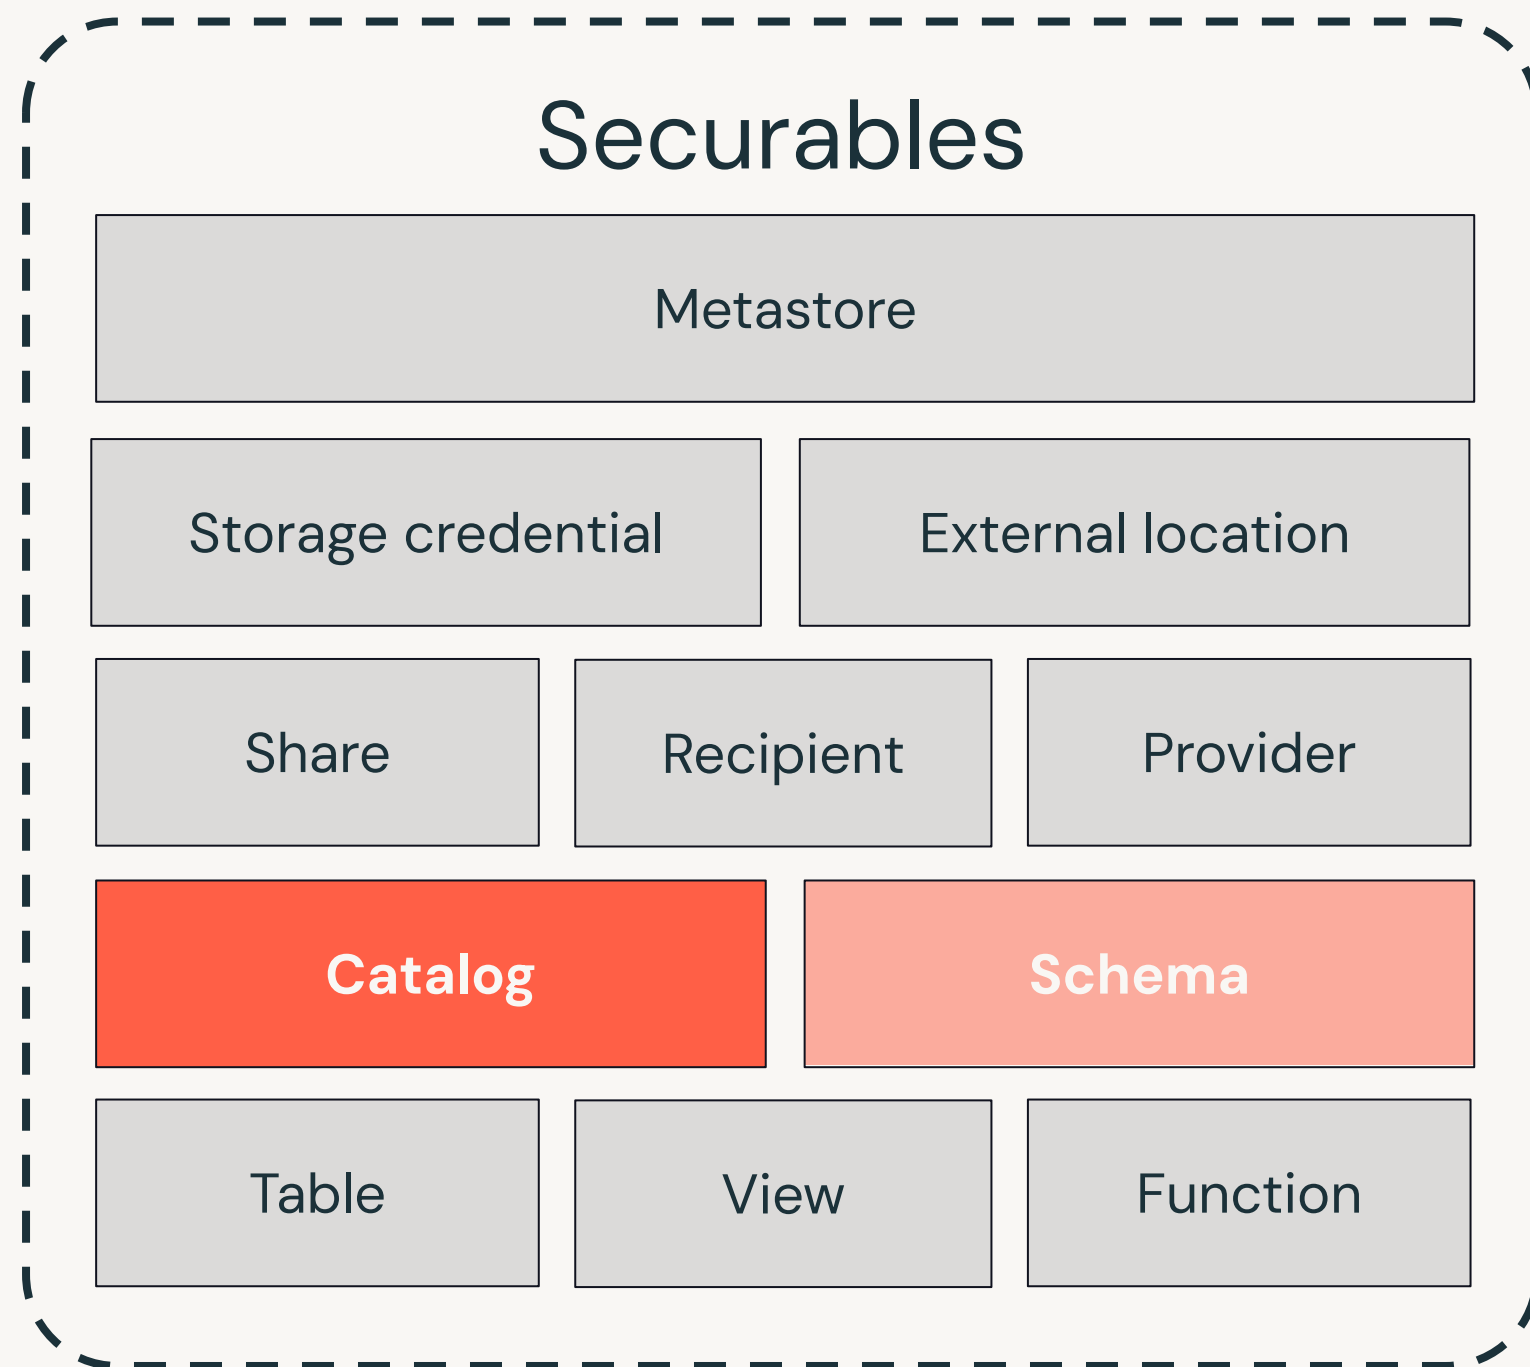 Securables
Metastore
Storage credential
External location
Share
Recipient
Provider
Catalog
Schema
Table
View
Function